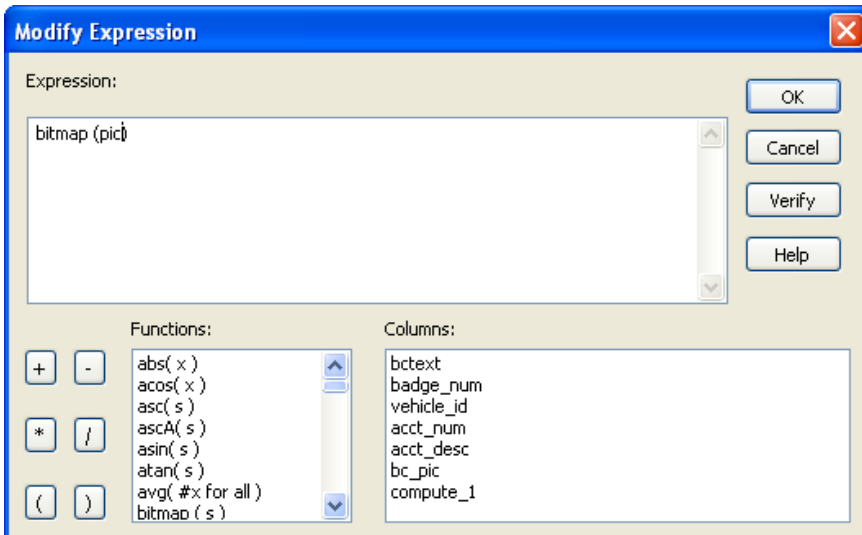 Modify Expression
Expression:
bitmap (pic)
OK
Cancel
Verify
Help
Functions:
Columns:
+ -
* /
( )
abs( x )
acos( x )
asc( s )
ascA( s )
asin( s )
atan( s )
avg( #x for all )
bitmap ( s )
bctext
badge_num
vehicle_id
acct_num
acct_desc
bc_pic
compute_1